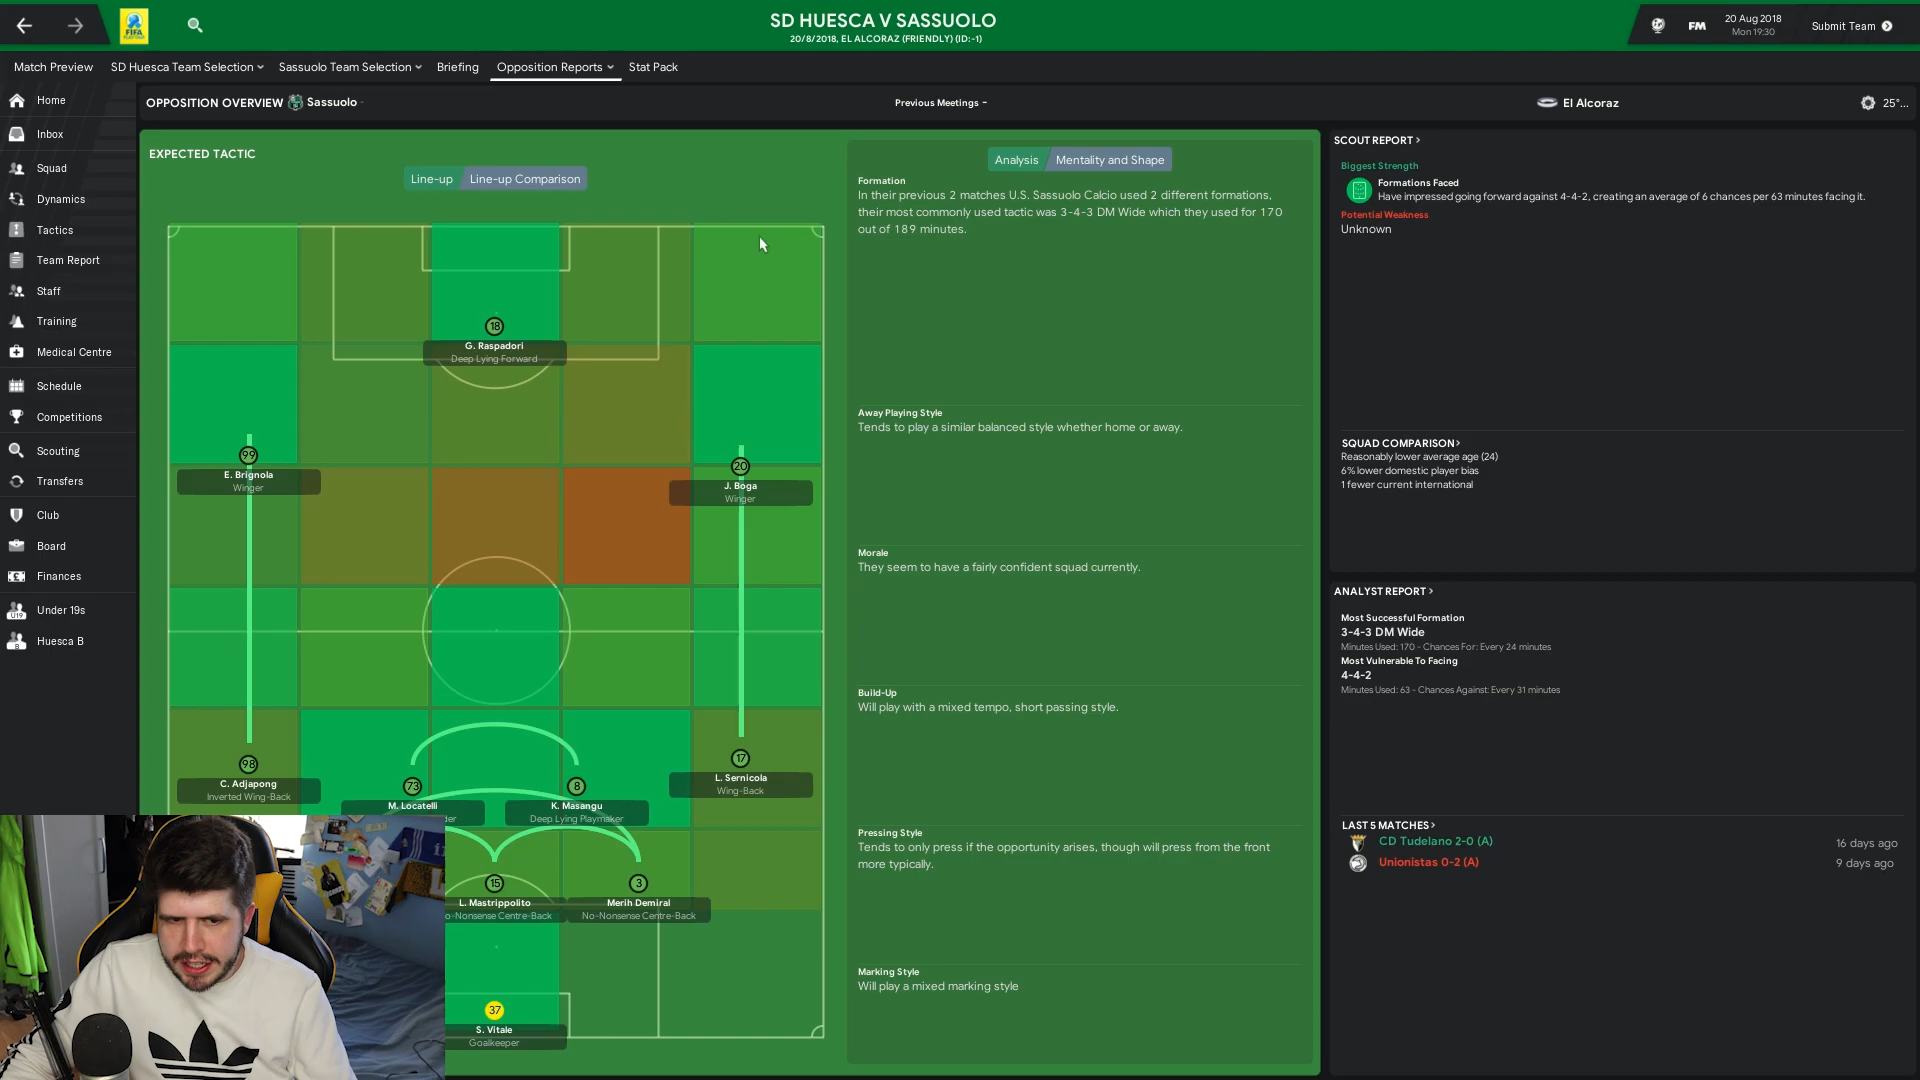 SD HUESCA V SASSUOLO
20/8/2018, EL ALCORAZ (FRIENDLY) (ID:-1)
FIFA
FM
20 Aug 2018
Mon 19:30
Submit Team
Match Preview
SD Huesca Team Selection
Sassuolo Team Selection
Briefing
Opposition Reports
Stat Pack
Home
Inbox
Squad
Dynamics
Tactics
Team Report
Staff
Training
Medical Centre
Schedule
Competitions
Scouting
Transfers
Club
Board
Finances
Under 19s
Huesca B
OPPOSITION OVERVIEW
Sassuolo
Previous Meetings -
El Alcoraz
25°...
EXPECTED TACTIC
Line-up
Line-up Comparison
18
G. Raspadori
Deep Lying Forward
99
E. Brignola
Winger
20
J. Boga
Winger
98
C. Adjapong
Inverted Wing-Back
73
M. Locatelli
der
8
K. Masangu
Deep Lying Playmaker
17
L. Sernicola
Wing-Back
15
L. Mastrippolito
o-Nonsense Centre-Back
3
Merih Demiral
No-Nonsense Centre-Back
37
S. Vitale
Goalkeeper
Analysis
Mentality and Shape
Formation
In their previous 2 matches U.S. Sassuolo Calcio used 2 different formations,
their most commonly used tactic was 3-4-3 DM Wide which they used for 170
out of 189 minutes.
Away Playing Style
Tends to play a similar balanced style whether home or away.
Morale
They seem to have a fairly confident squad currently.
Build-Up
Will play with a mixed tempo, short passing style.
Pressing Style
Tends to only press if the opportunity arises, though will press from the front
more typically.
Marking Style
Will play a mixed marking style
SCOUT REPORT >
Biggest Strength
Formations Faced
Have impressed going forward against 4-4-2, creating an average of 6 chances per 63 minutes facing it.
Potential Weakness
Unknown
SQUAD COMPARISON >
Reasonably lower average age (24)
6% lower domestic player bias
1 fewer current international
ANALYST REPORT >
Most Successful Formation
3-4-3 DM Wide
Minutes Used: 170 - Chances For: Every 24 minutes
Most Vulnerable To Facing
4-4-2
Minutes Used: 63 - Chances Against: Every 31 minutes
LAST 5 MATCHES >
CD Tudelano 2-0 (A)
16 days ago
Unionistas 0-2 (A)
9 days ago